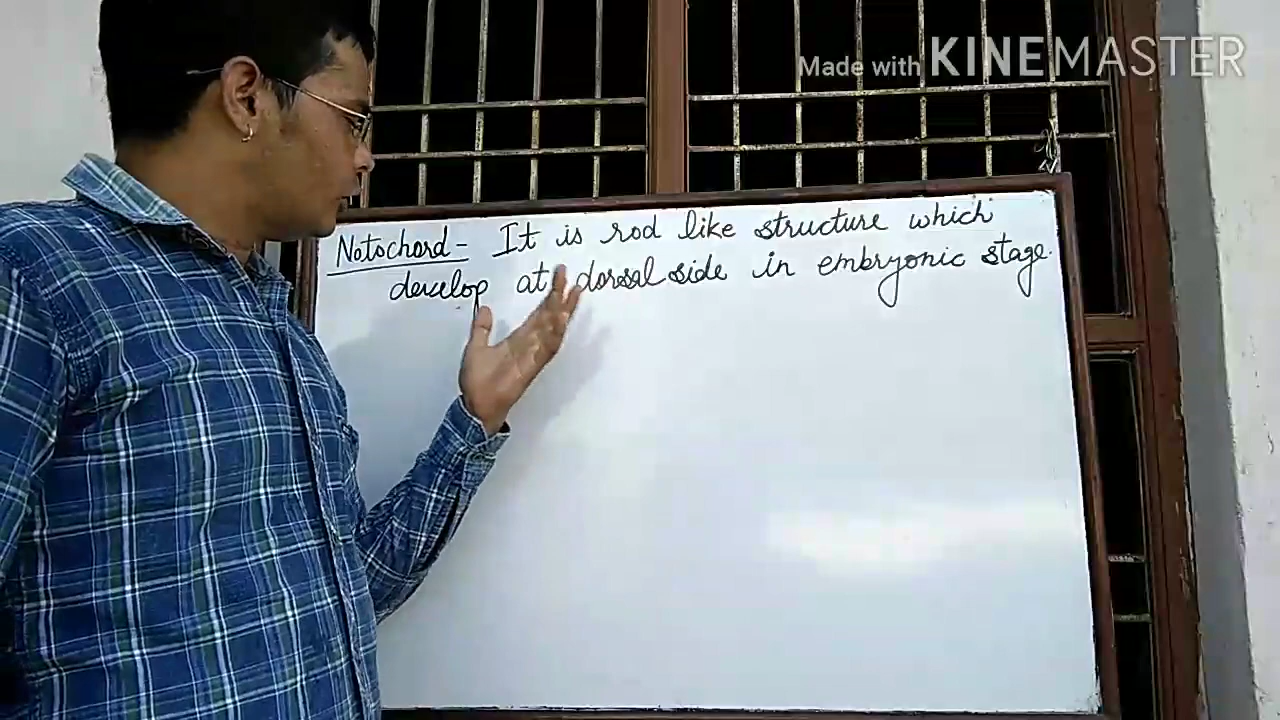 Made with KINEMASTER
Notochord - It is rod like structure which
develop at dorsal side in embryonic stage.